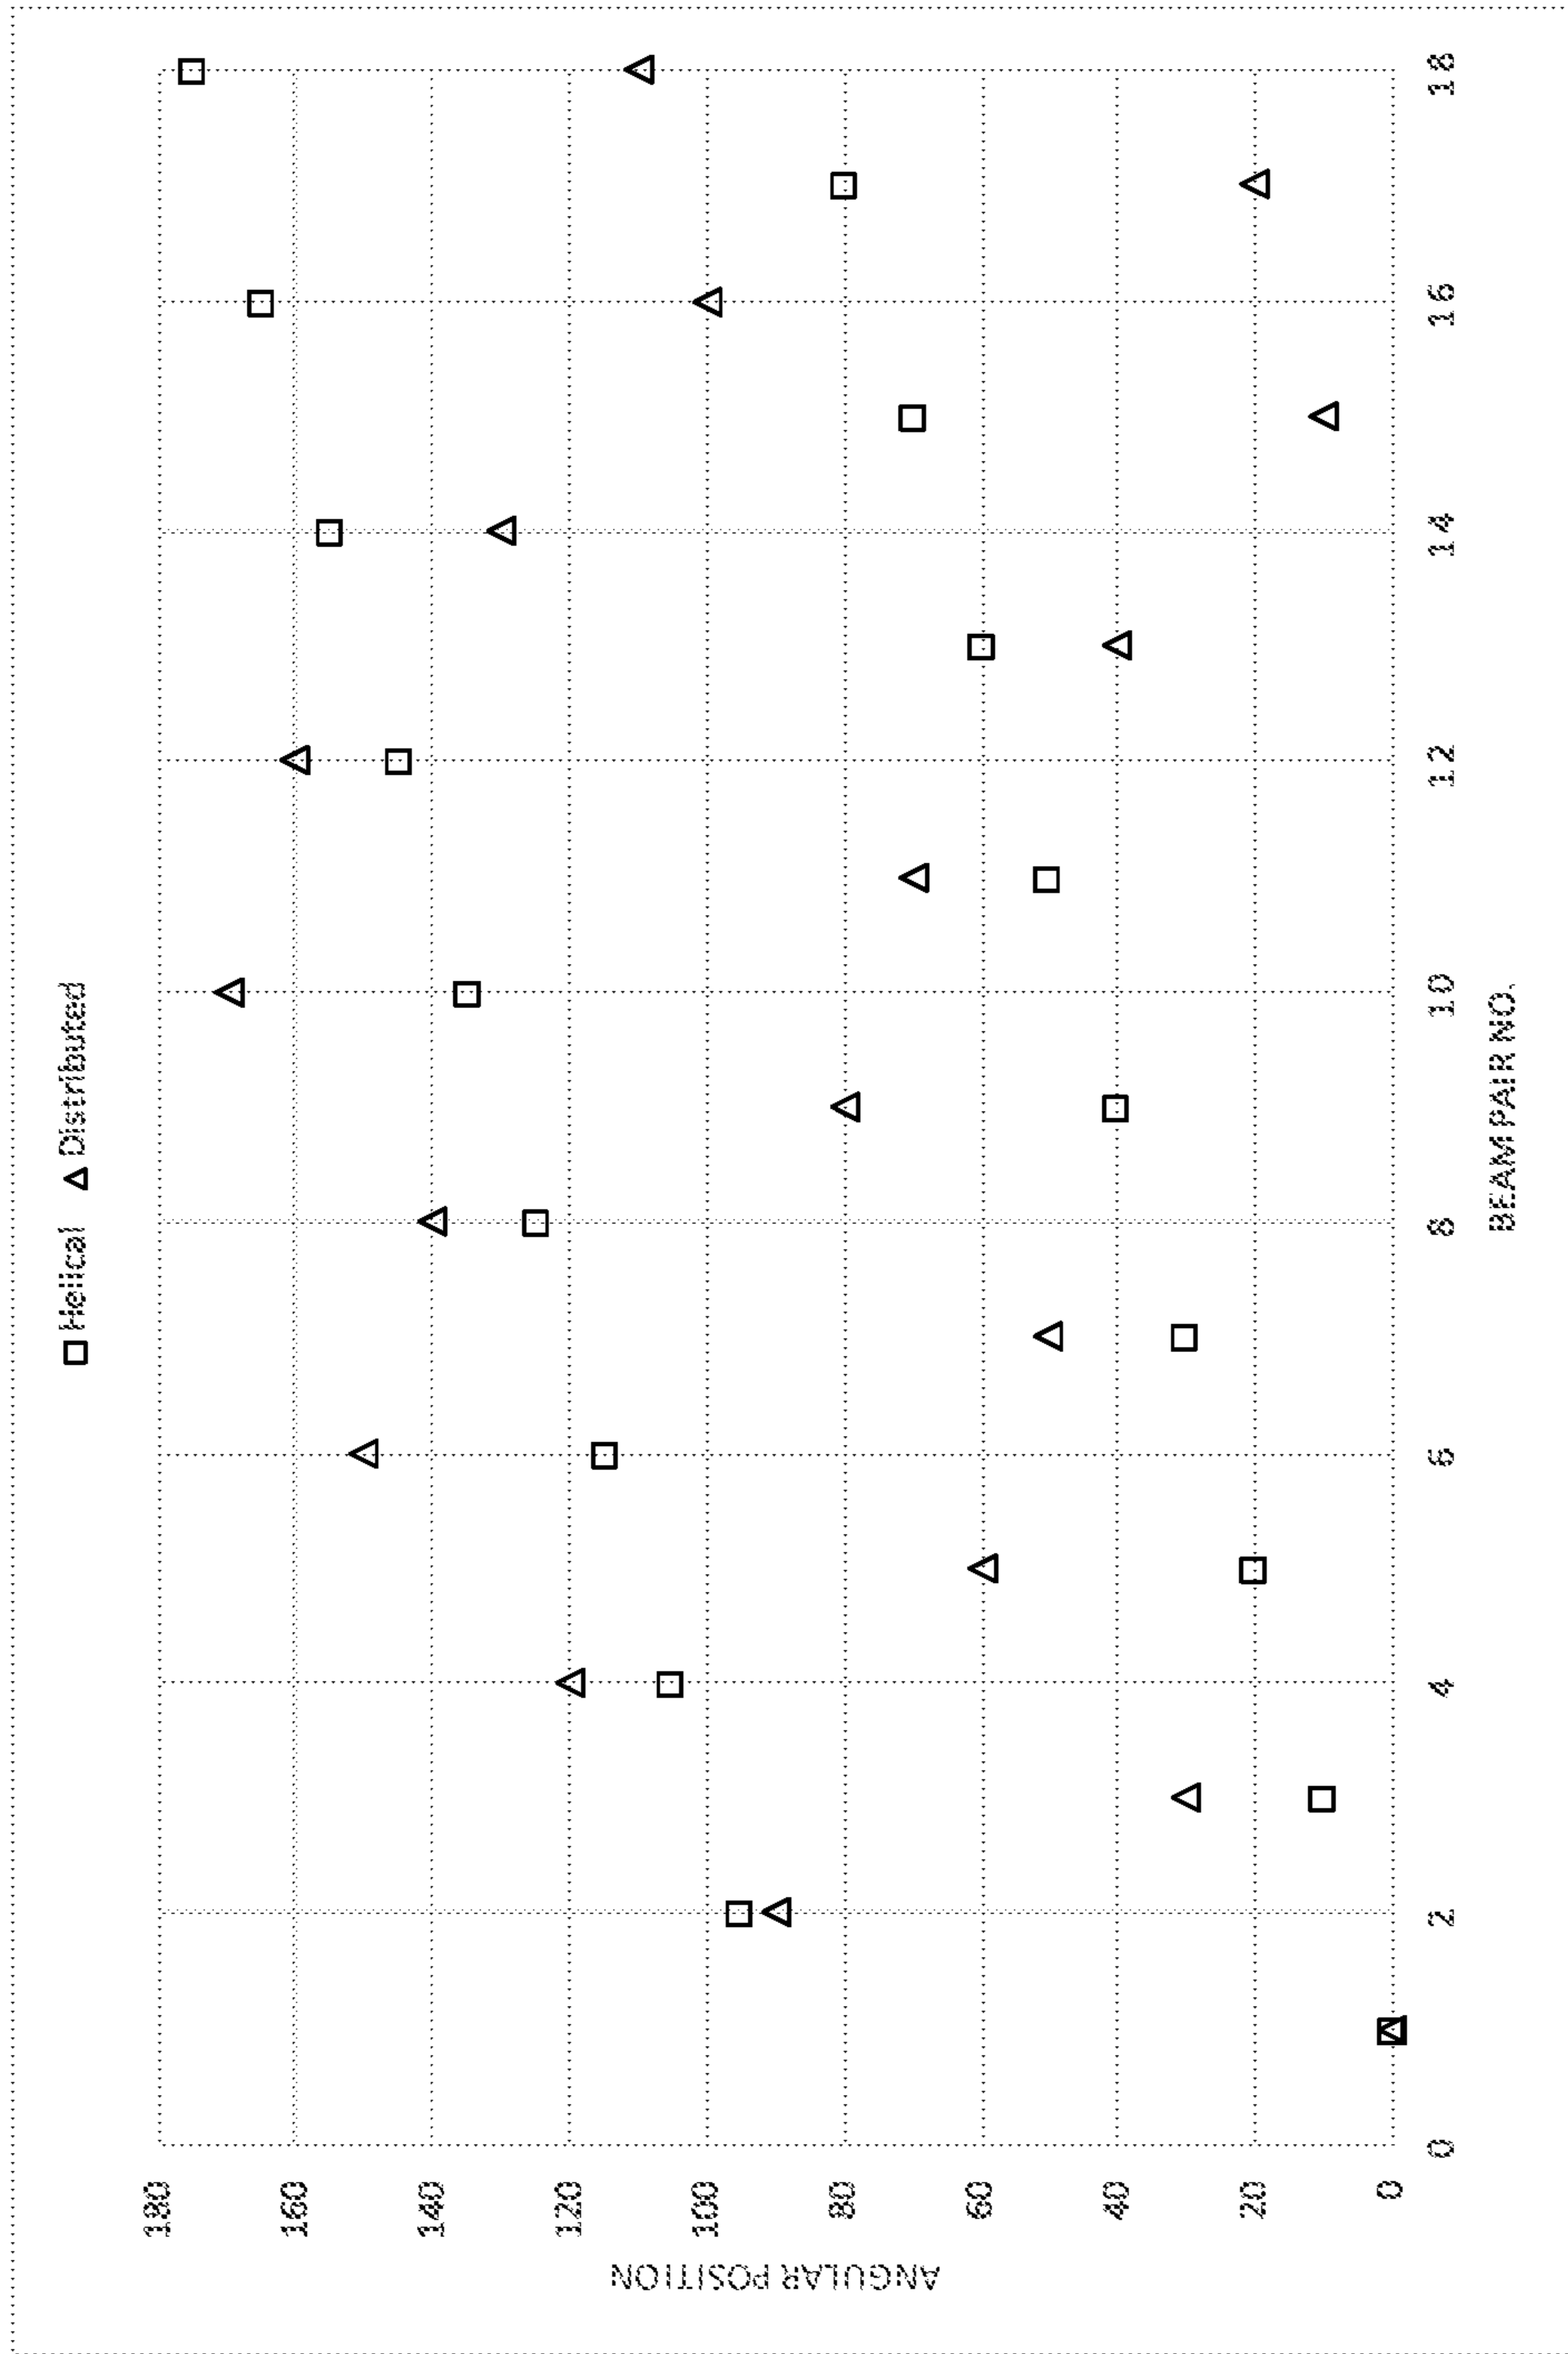 Helical Distributed
180
160
140
120
100
80
60
40
20
0
ANGULAR POSITION
0 2 4 6 8 10 12 14 16 18
BEAM PAIR NO.